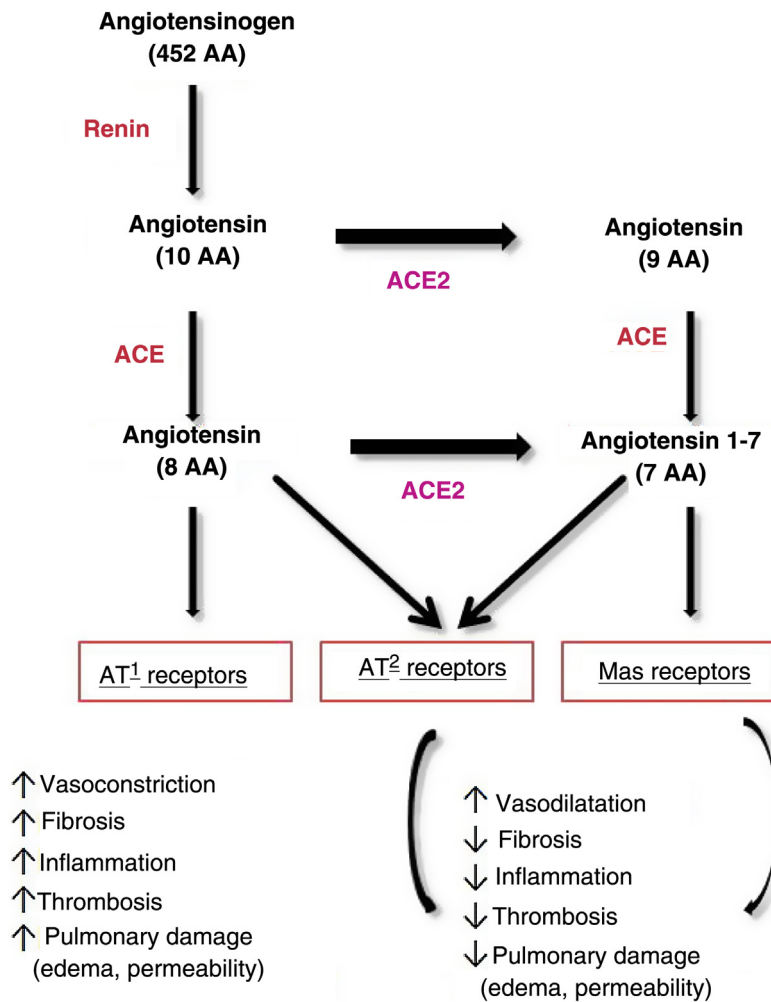 Angiotensinogen
(452 AA)
Renin
Angiotensin
(10 AA)
ACE2
Angiotensin
(9 AA)
ACE
ACE
Angiotensin
(8 AA)
ACE2
Angiotensin 1-7
(7 AA)
AT1 receptors
AT2 receptors
Mas receptors
↑ Vasoconstriction
↑ Fibrosis
↑ Inflammation
↑ Thrombosis
↑ Pulmonary damage
(edema, permeability)
↑ Vasodilatation
↓ Fibrosis
↓ Inflammation
↓ Thrombosis
↓ Pulmonary damage
(edema, permeability)